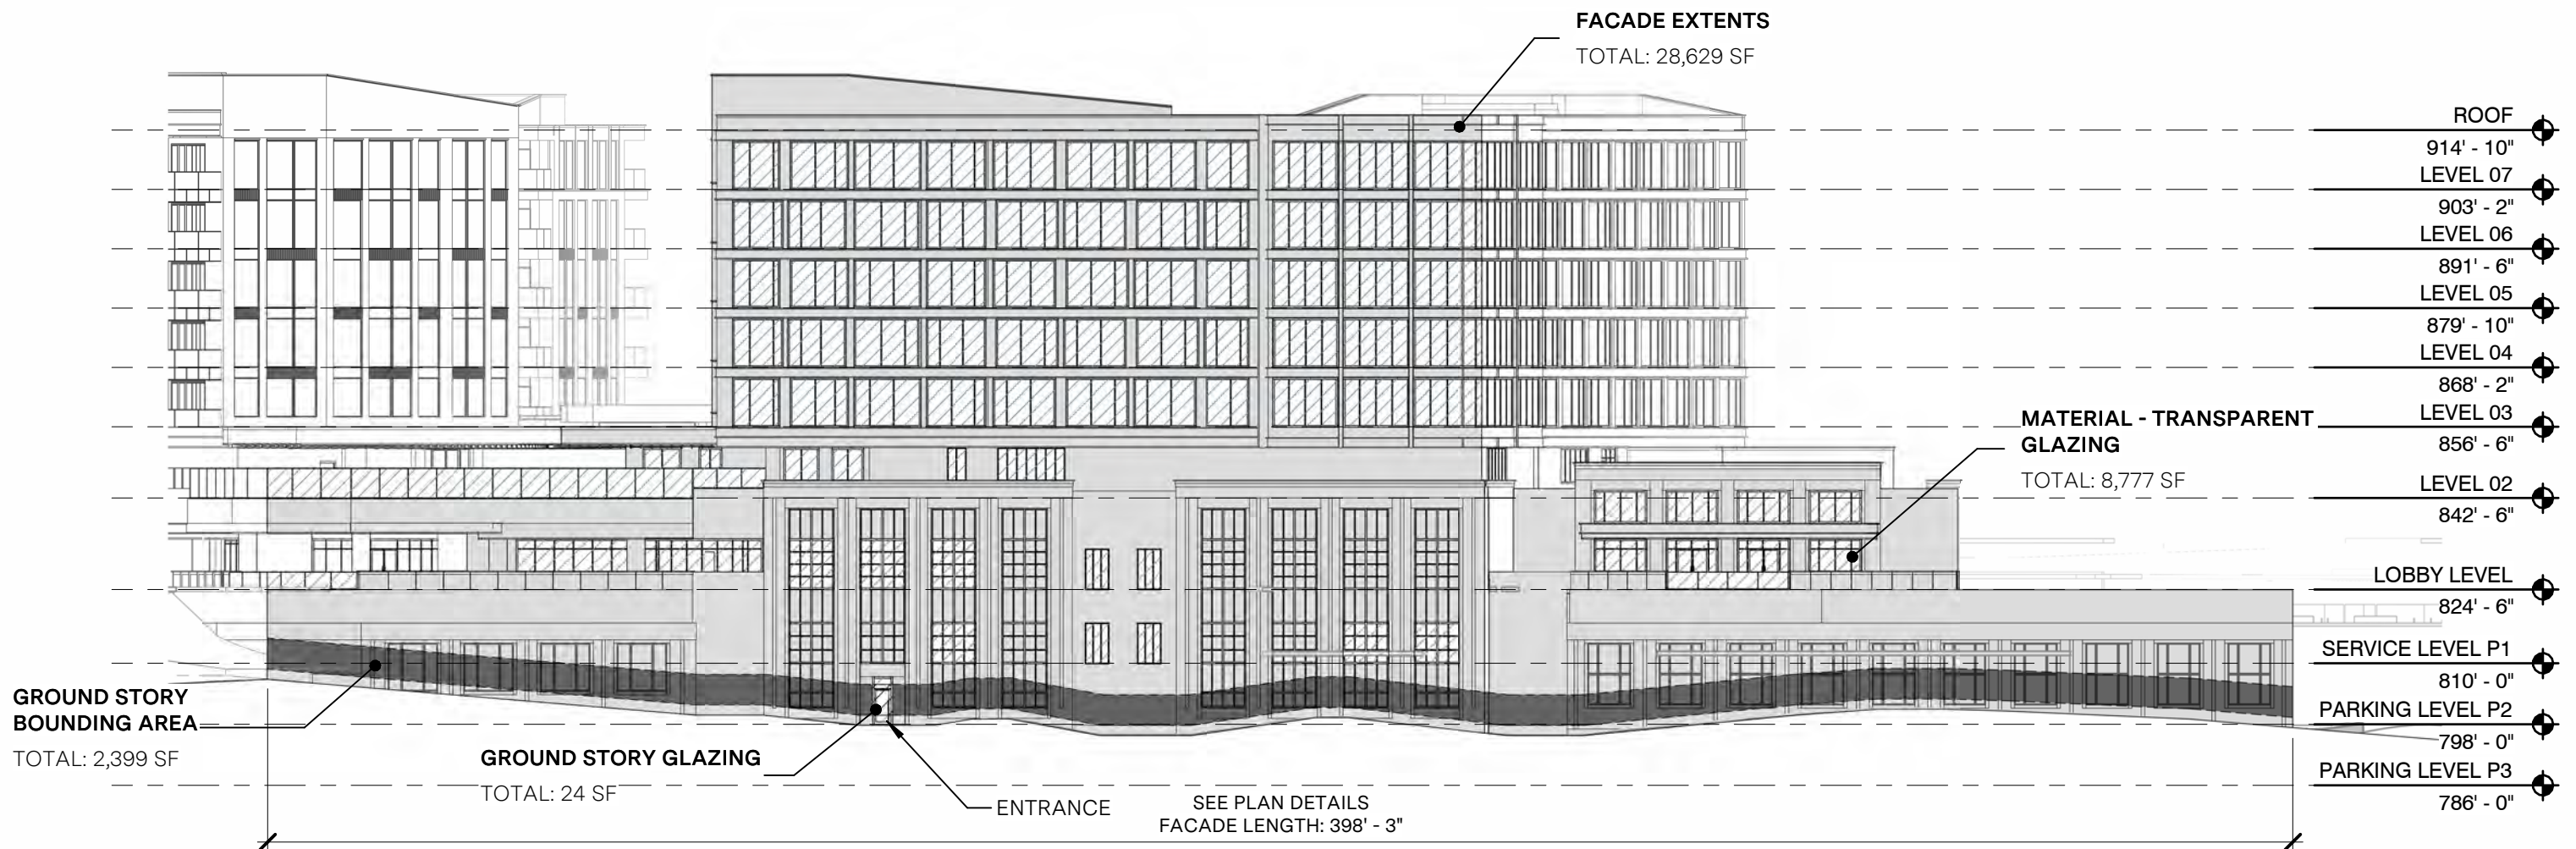 FACADE EXTENTS
TOTAL: 28,629 SF
ROOF
914' - 10"
LEVEL 07
903' - 2"
LEVEL 06
891' - 6"
LEVEL 05
879' - 10"
LEVEL 04
868' - 2"
LEVEL 03
856' - 6"
MATERIAL - TRANSPARENT
GLAZING
TOTAL: 8,777 SF
LEVEL 02
842' - 6"
LOBBY LEVEL
824' - 6"
SERVICE LEVEL P1
810' - 0"
PARKING LEVEL P2
798' - 0"
PARKING LEVEL P3
786' - 0"
GROUND STORY
BOUNDING AREA
TOTAL: 2,399 SF
GROUND STORY GLAZING
TOTAL: 24 SF
ENTRANCE
SEE PLAN DETAILS
FACADE LENGTH: 398' - 3"